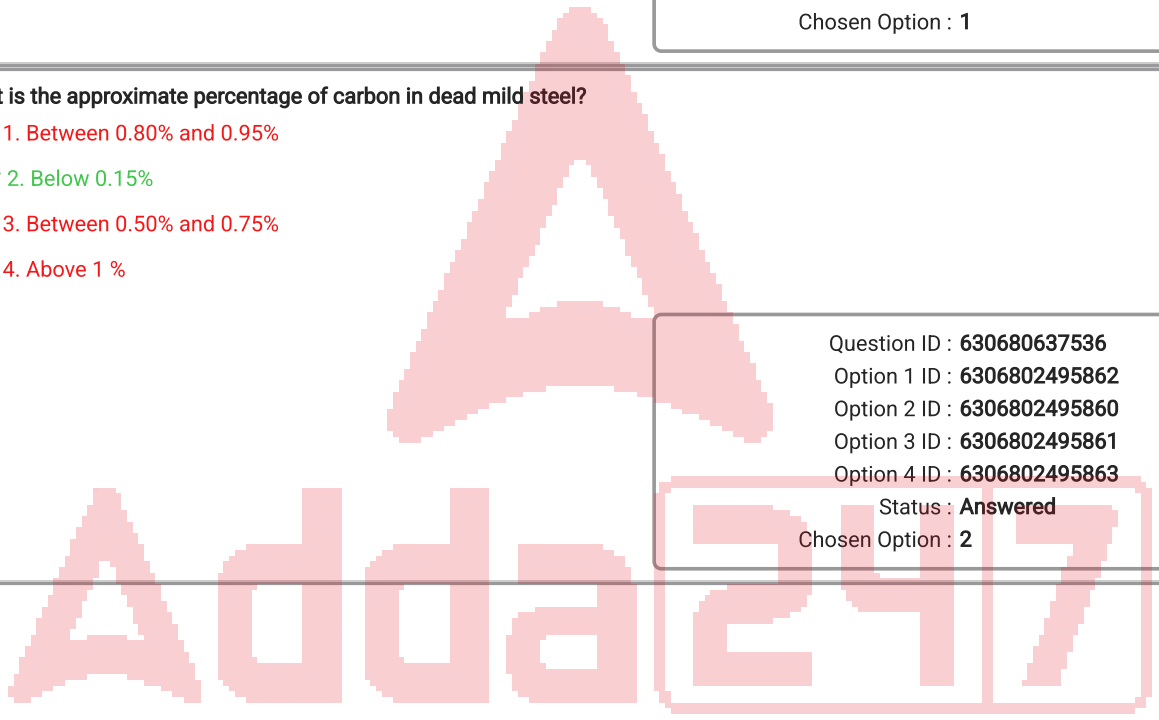 Chosen Option : 1
t is the approximate percentage of carbon in dead mild steel?
1. Between 0.80% and 0.95%
2. Below 0.15%
3. Between 0.50% and 0.75%
4. Above 1 %
Question ID : 630680637536
Option 1 ID : 6306802495862
Option 2 ID : 6306802495860
Option 3 ID : 6306802495861
Option 4 ID : 6306802495863
Status : Answered
Chosen Option : 2
Adda247